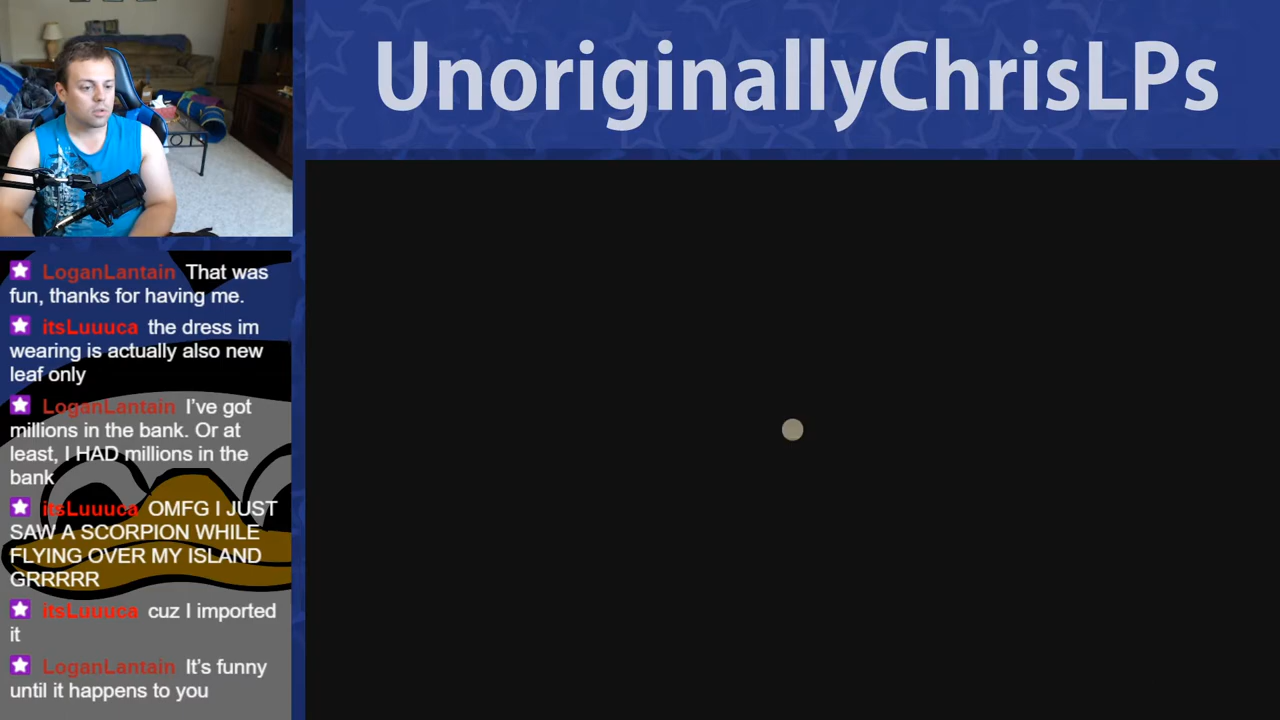 UnoriginallyChrisLPs
LoganLantain That was
fun, thanks for having me.
itsLuuuca the dress im
wearing is actually also new
leaf only
LoganLantain I've got
millions in the bank. Or at
least, I HAD millions in the
bank
itsLuuuca OMFG I JUST
SAW A SCORPION WHILE
FLYING OVER MY ISLAND
GRRRRR
itsLuuuca cuz I imported
it
LoganLantain It's funny
until it happens to you